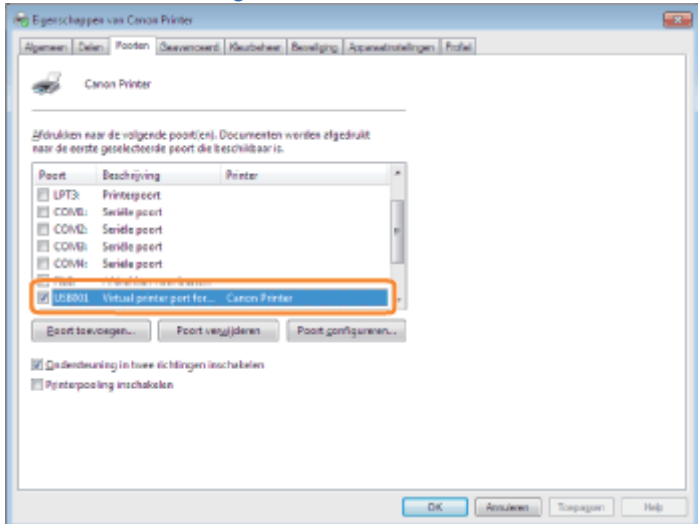 Eigenschappen van Canon Printer
Algemeen Delen Poorten Geavanceerd Kleurbeheer Beveiliging Apparaatinstellingen Profiel
Canon Printer
Afdrukken naar de volgende poort(en). Documenten worden afgedrukt
naar de eerste geselecteerde poort die beschikbaar is.
Poort Beschrijving Printer
LPT3: Printerpoort
COM1: Seriële poort
COM2: Seriële poort
COM3: Seriële poort
COM4: Seriële poort
USB001 Virtual printer port for... Canon Printer
Poort toevoegen... Poort verwijderen Poort configureren...
Ondersteuning in twee richtingen inschakelen
Printerpooling inschakelen
OK Annuleren Toepassen Help